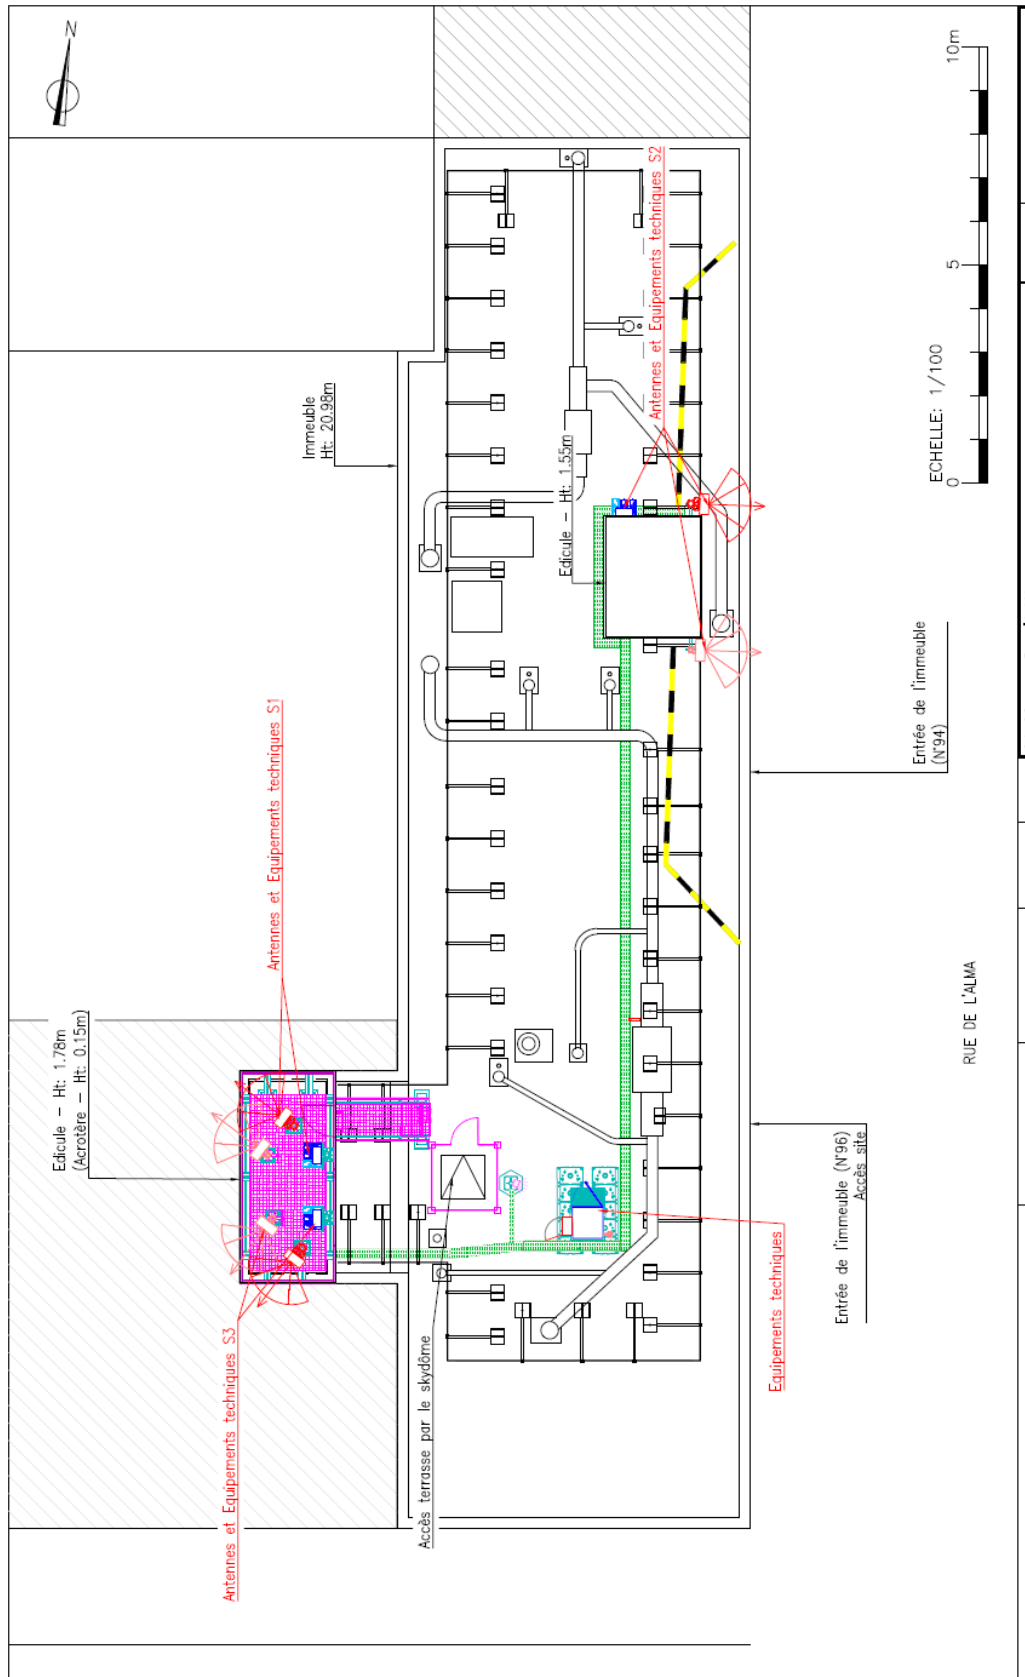 N
Immeuble
Ht: 20.98m
Antennes et Equipements techniques S2
Edicule – Ht: 1.55m
ECHELLE: 1/100
0
5
10m
Antennes et Equipements techniques S1
Edicule – Ht: 1.78m
(Acrotère – Ht: 0.15m)
Antennes et Equipements techniques S3
Accès terrasse par le skydôme
Equipements techniques
Entrée de l'immeuble
(N°94)
Entrée de l'immeuble (N°96)
Accès site
RUE DE L'ALMA